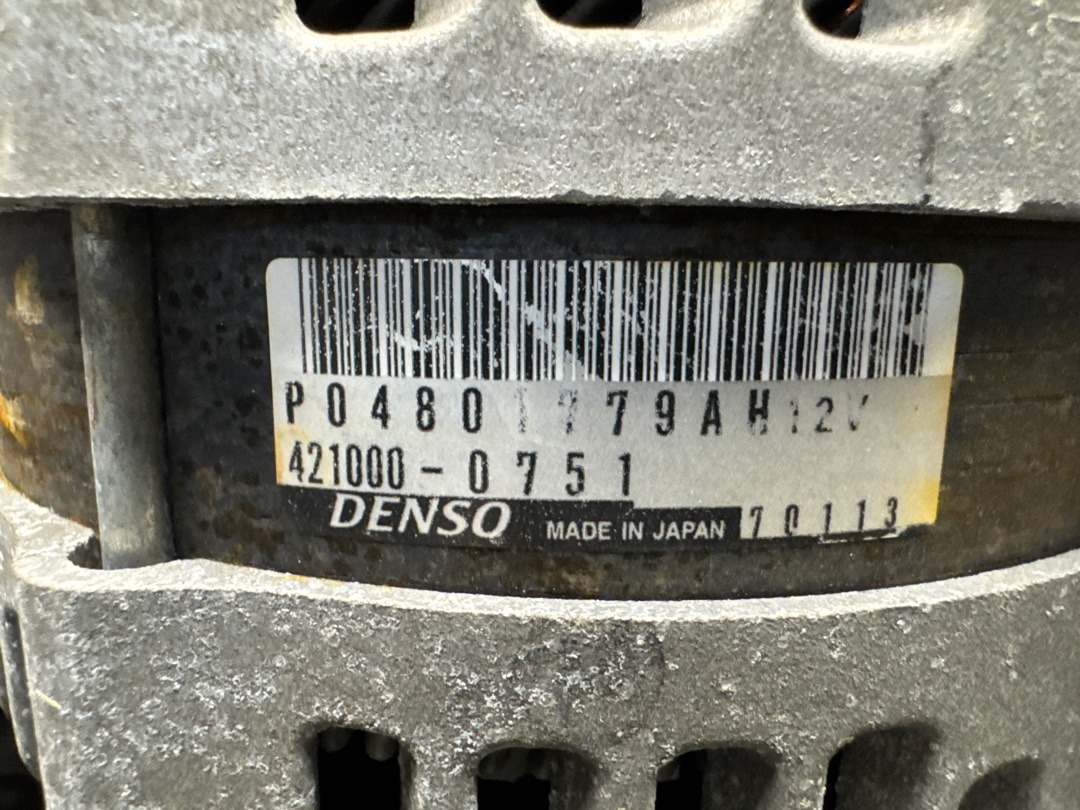 P04801779AH 12V
421000-0751
DENSO MADE IN JAPAN 70113